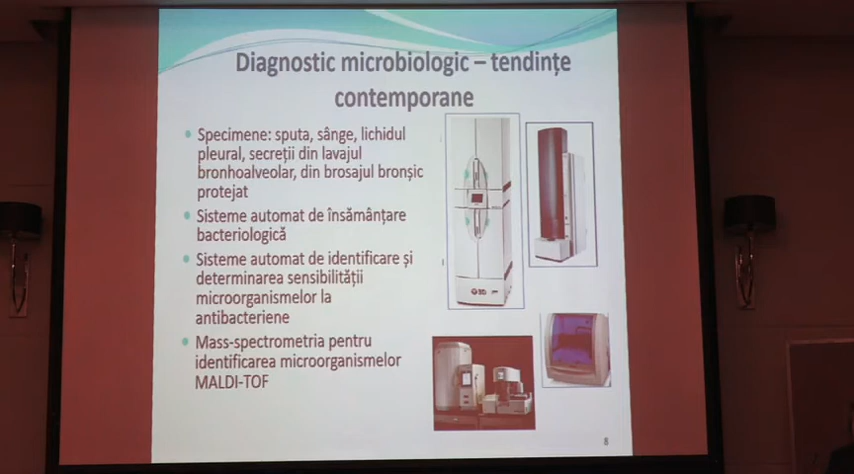 Diagnostic microbiologic – tendințe
contemporane
Specimene: sputa, sânge, lichidul
pleural, secreții din lavajul
bronhoalveolar, din brosajul bronșic
protejat
Sisteme automat de însămânțare
bacteriologică
Sisteme automat de identificare și
determinarea sensibilității
microorganismelor la
antibacteriene
Mass-spectrometria pentru
identificarea microorganismelor
MALDI-TOF
BD
8